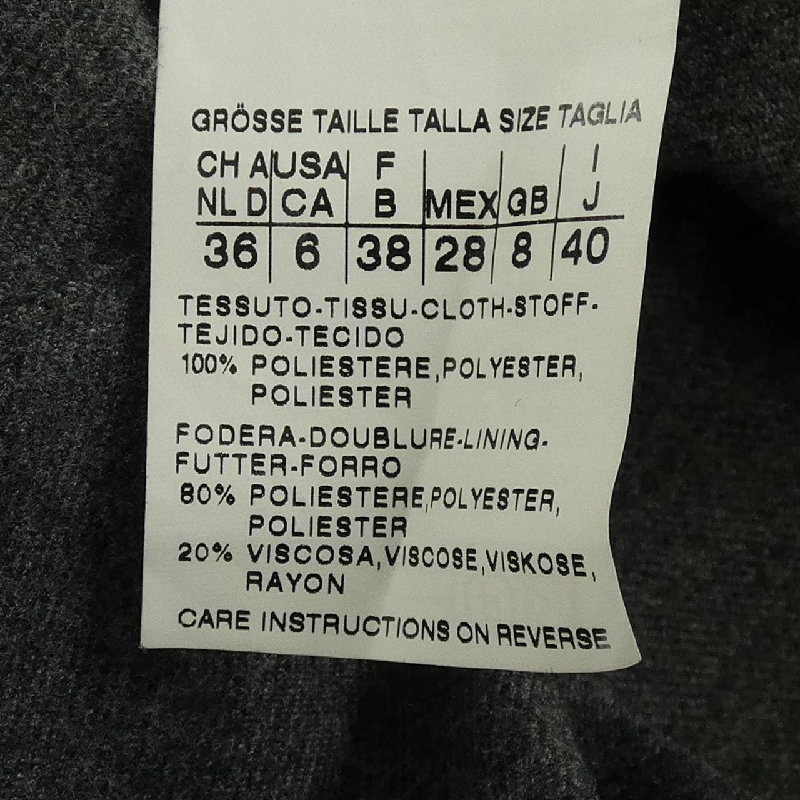 GRÖSSE TAILLE TALLA SIZE TAGLIA
CH A USA F I
NL D CA B MEX GB J
36 6 38 28 8 40
TESSUTO-TISSU-CLOTH-STOFF-
TEJIDO-TECIDO
100% POLIESTERE,POLYESTER,
POLIESTER
FODERA-DOUBLURE-LINING-
FUTTER-FORRO
80% POLIESTERE,POLYESTER,
POLIESTER
20% VISCOSA,VISCOSE,VISKOSE,
RAYON
CARE INSTRUCTIONS ON REVERSE